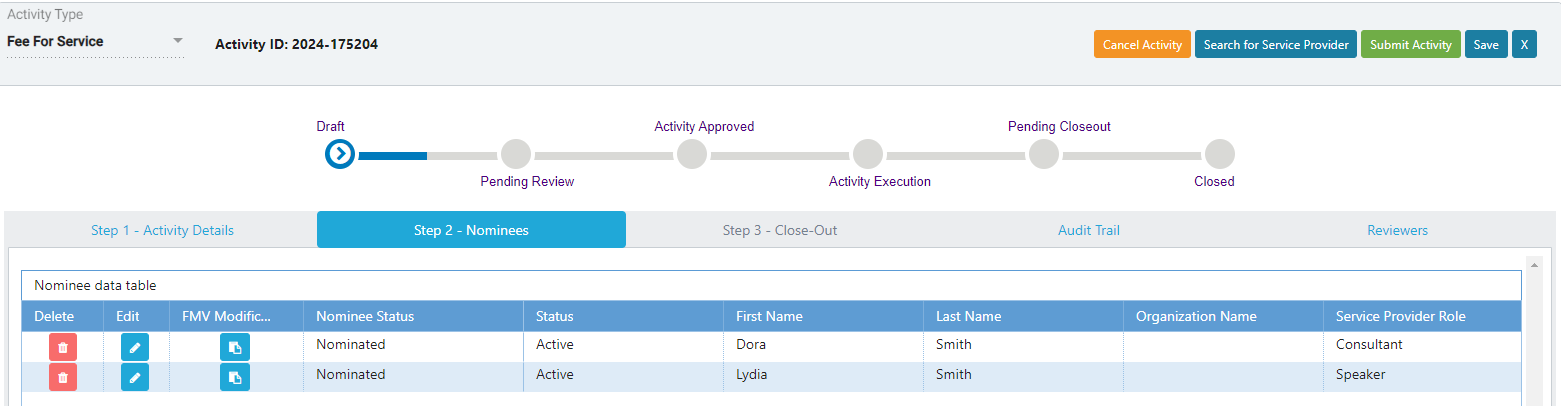 Activity Type
Fee For Service
Activity ID: 2024-175204
Cancel Activity
Search for Service Provider
Submit Activity
Save
X
Draft
Activity Approved
Pending Closeout
Pending Review
Activity Execution
Closed
Step 1 - Activity Details
Step 2 - Nominees
Step 3 - Close-Out
Audit Trail
Reviewers
Nominee data table
Delete Edit FMV Modific... Nominee Status Status First Name Last Name Organization Name Service Provider Role
Nominated Active Dora Smith Consultant
Nominated Active Lydia Smith Speaker